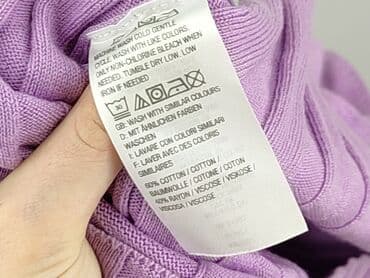 MACHINE WASH COLD GENTLE
CYCLE WASH WITH LIKE COLORS.
ONLY NON-CHLORINE BLEACH WHEN
NEEDED. TUMBLE DRY LOW. LOW
IRON IF NEEDED
30
GB: WASH WITH SIMILAR COLOURS
D: MIT ÄHNLICHEN FARBEN
WASCHEN
I: LAVARE CON COLORI SIMILARI
F: LAVER AVEC DES COLORIS
SIMILAIRES
60% COTTON / COTTON /
BAUMWOLLE / COTONE / COTON
40% RAYON / VISCOSE / VISKOSE /
VISCOSA / VISCOSE